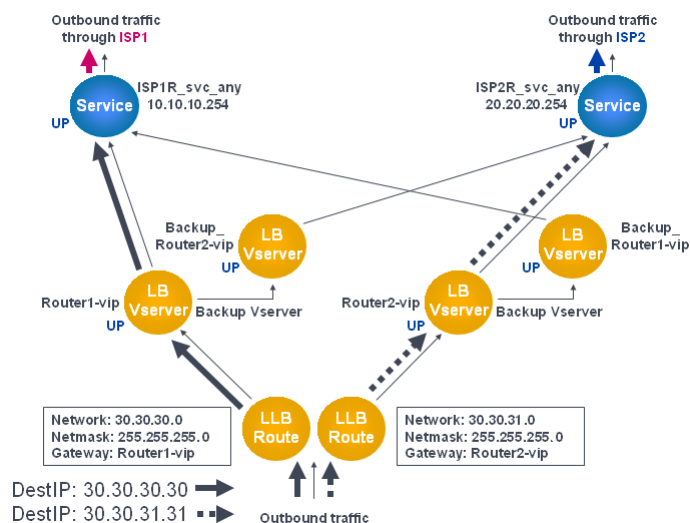 Outbound traffic
through ISP1
Outbound traffic
through ISP2
ISP1R_svc_any
10.10.10.254
Service
UP
ISP2R_svc_any
20.20.20.254
Service
UP
Backup_
Router2-vip
LB
Vserver
UP
LB
Vserver
Backup_
Router1-vip
UP
Router1-vip
LB
Vserver
UP
Backup Vserver
Router2-vip
LB
Vserver
UP
Backup Vserver
Network: 30.30.30.0
Netmask: 255.255.255.0
Gateway: Router1-vip
LLB
Route
LLB
Route
Network: 30.30.31.0
Netmask: 255.255.255.0
Gateway: Router2-vip
DestIP: 30.30.30.30
DestIP: 30.30.31.31
Outbound traffic